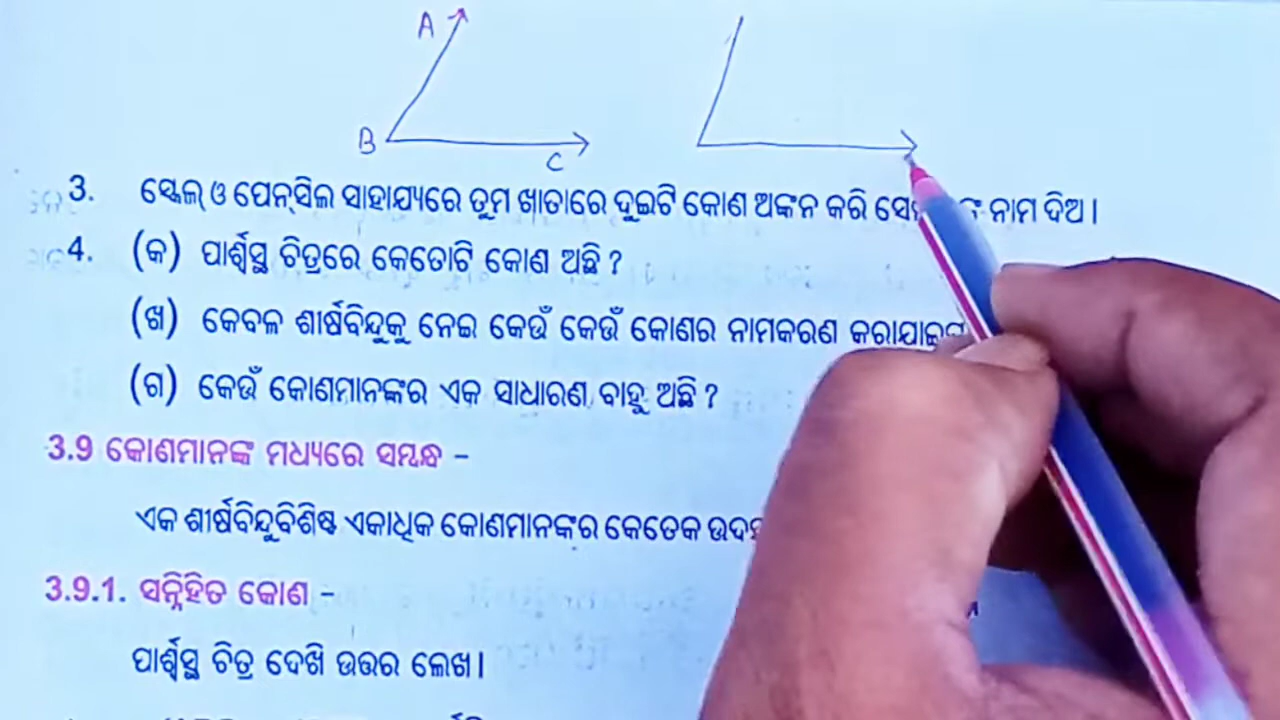 A
B
C
3. ସ୍କେଲ୍ ଓ ପେନ୍‌ସିଲ ସାହାଯ୍ୟରେ ତୁମ ଖାତାରେ ଦୁଇଟି କୋଣ ଅଙ୍କନ କରି ନାମ ଦିଅ।
4. (କ) ପାର୍ଶ୍ୱସ୍ଥ ଚିତ୍ରରେ କେତୋଟି କୋଣ ଅଛି ?
(ଖ) କେବଳ ଶୀର୍ଷବିନ୍ଦୁକୁ ନେଇ କେଉଁ କେଉଁ କୋଣର ନାମକରଣ
(ଗ) କେଉଁ କୋଣମାନଙ୍କର ଏକ ସାଧାରଣ ବାହୁ ଅଛି ?
3.9 କୋଣମାନଙ୍କ ମଧ୍ୟରେ ସମ୍ବନ୍ଧ –
ଏକ ଶୀର୍ଷବିନ୍ଦୁବିଶିଷ୍ଟ ଏକାଧିକ କୋଣମାନଙ୍କର କେତେକ
3.9.1. ସନ୍ନିହିତ କୋଣ –
ପାର୍ଶ୍ୱସ୍ଥ ଚିତ୍ର ଦେଖି ଉତ୍ତର ଲେଖ।